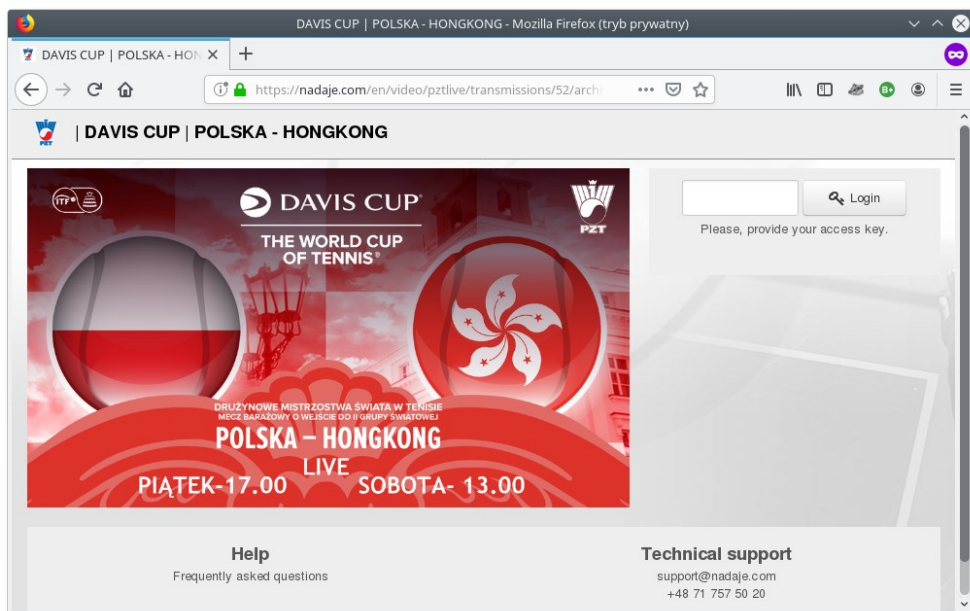 DAVIS CUP | POLSKA - HONGKONG - Mozilla Firefox (tryb prywatny)
DAVIS CUP | POLSKA - HON
https://nadaje.com/en/video/pztlive/transmissions/52/archi
PZT | DAVIS CUP | POLSKA - HONGKONG
ITF
DAVIS CUP
PZT
THE WORLD CUP
OF TENNIS®
DRUŻYNOWE MISTRZOSTWA ŚWIATA W TENISIE
MECZ BARAŻOWY O WEJŚCIE DO II GRUPY ŚWIATOWEJ
POLSKA – HONGKONG
LIVE
PIĄTEK-17.00 SOBOTA- 13.00
Login
Please, provide your access key.
Help
Frequently asked questions
Technical support
support@nadaje.com
+48 71 757 50 20